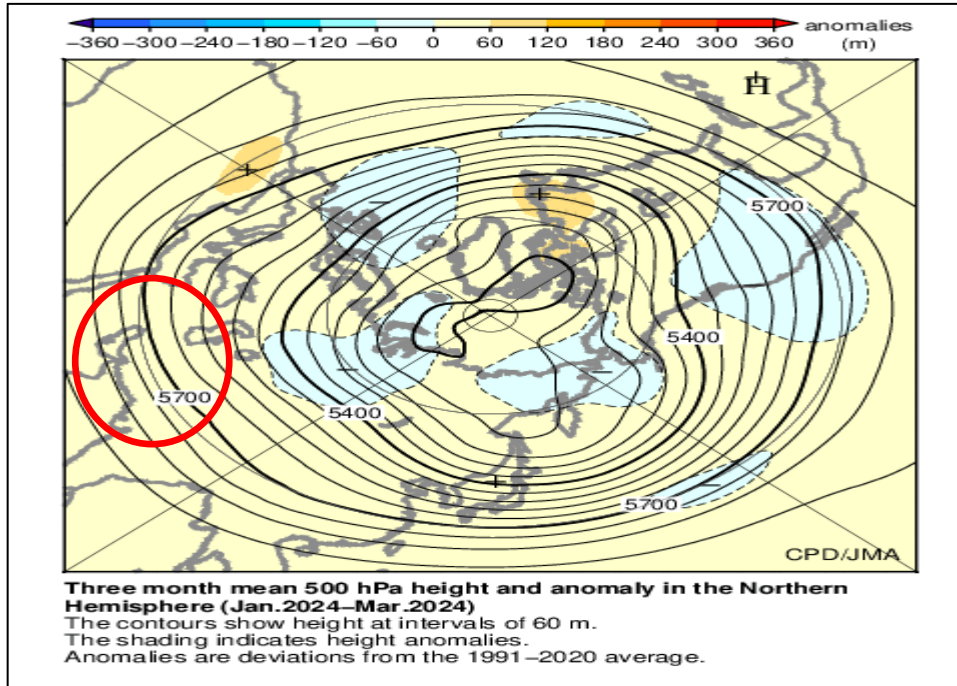 anomalies
−360 −300 −240 −180 −120 −60 0 60 120 180 240 300 360 (m)
H
+
+
−
5700
−
5700
5400
−
−
5400
+
−
5700
CPD/JMA
Three month mean 500 hPa height and anomaly in the Northern
Hemisphere (Jan.2024−Mar.2024)
The contours show height at intervals of 60 m.
The shading indicates height anomalies.
Anomalies are deviations from the 1991−2020 average.